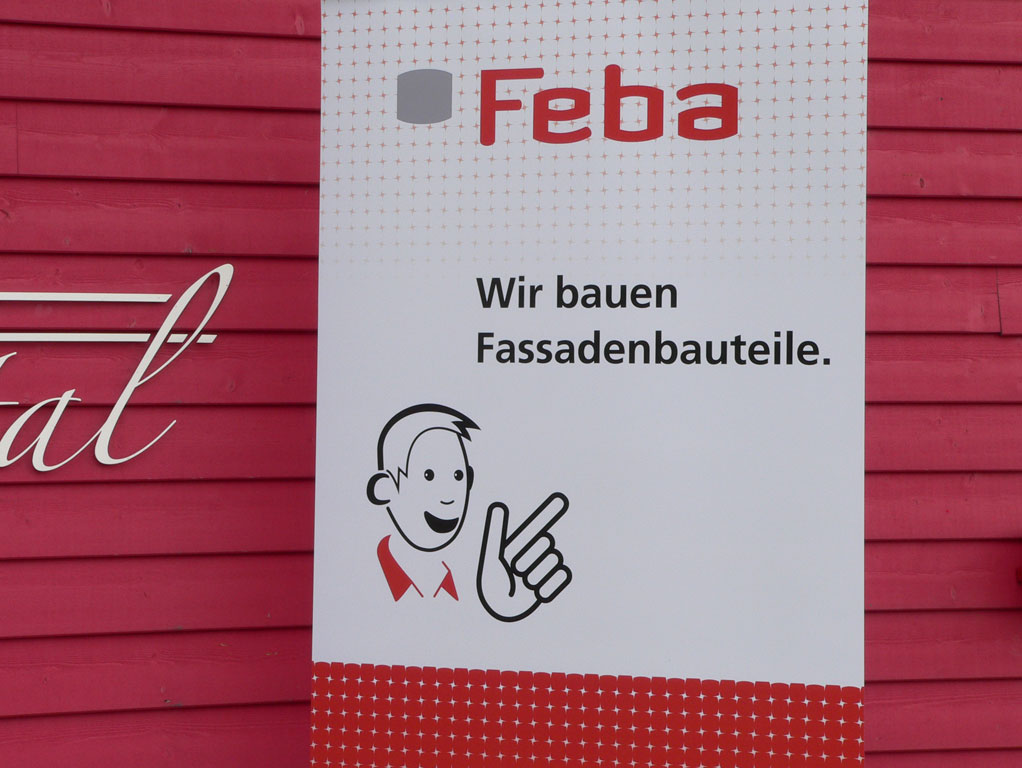 Feba
Wir bauen
Fassadenbauteile.